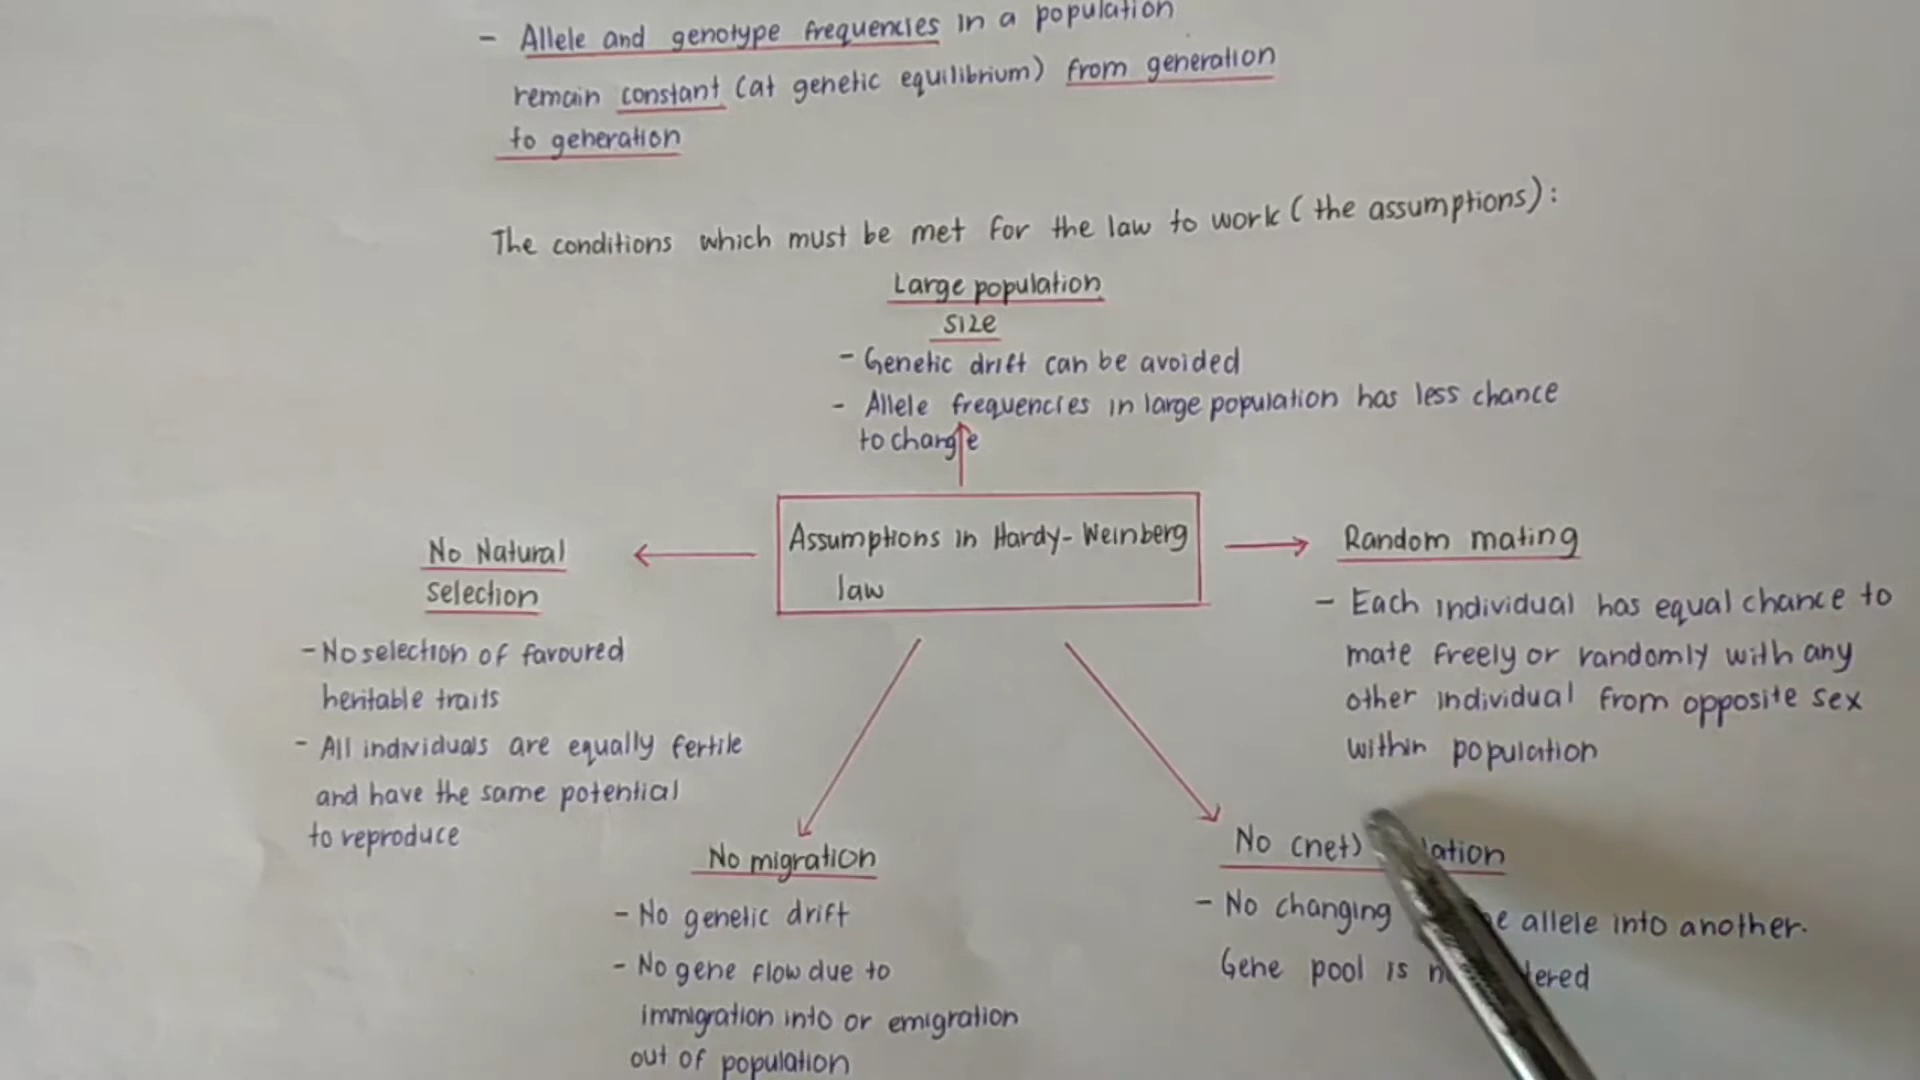 - Allele and genotype frequencies in a population
remain constant (at genetic equilibrium) from generation
to generation
The conditions which must be met for the law to work (the assumptions):
Large population
size
- Genetic drift can be avoided
- Allele frequencies in large population has less chance
to change
Assumptions in Hardy-Weinberg
law
No Natural
selection
- No selection of favoured
heritable traits
- All individuals are equally fertile
and have the same potential
to reproduce
Random mating
- Each individual has equal chance to
mate freely or randomly with any
other individual from opposite sex
within population
No migration
- No genetic drift
- No gene flow due to
immigration into or emigration
out of population
No (net)
- No changing allele into another.
Gene pool is